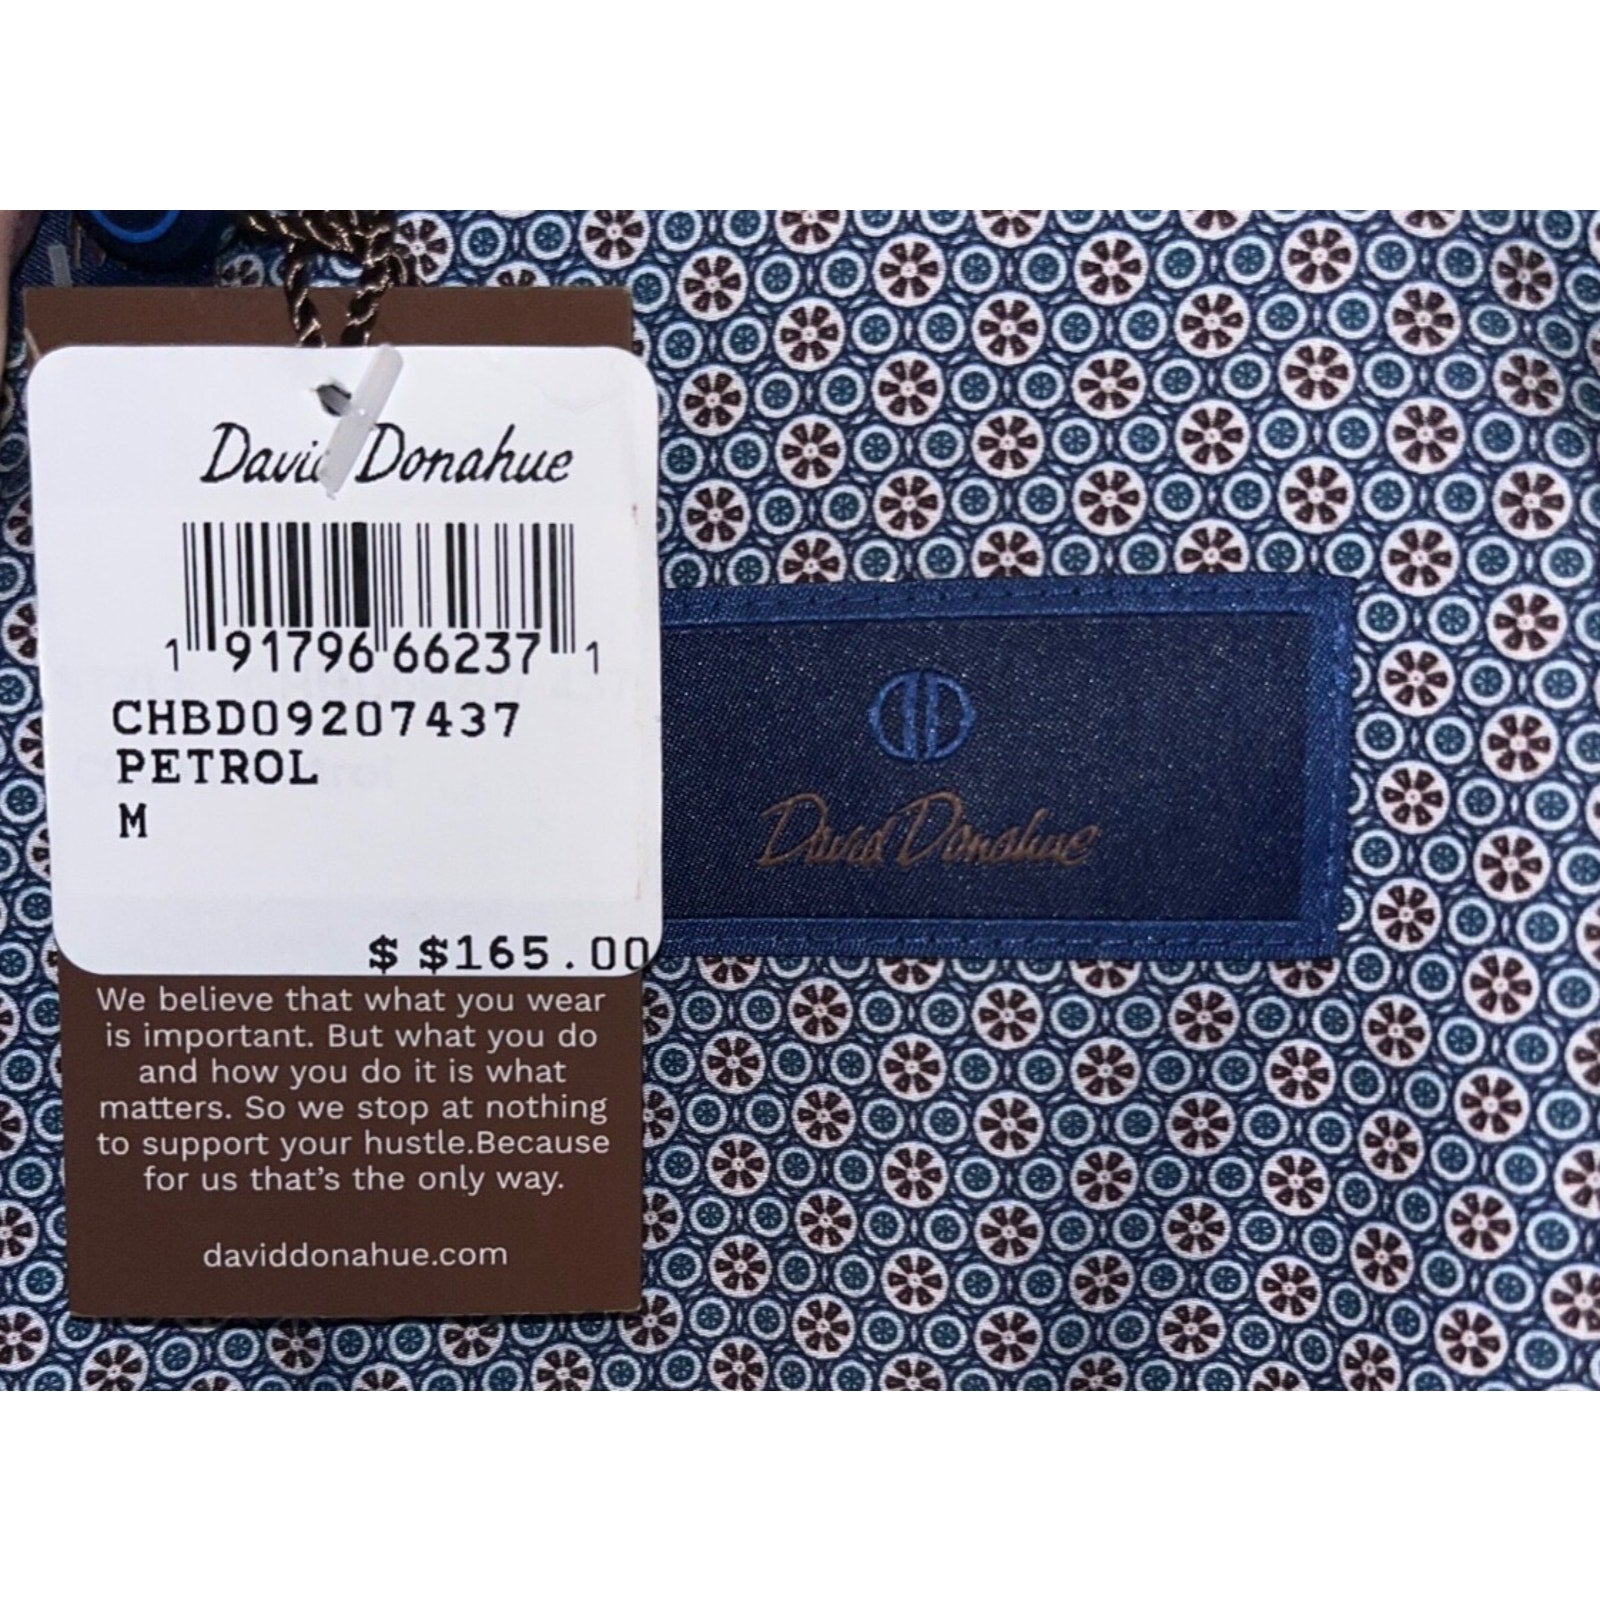 David Donahue
1 91796 66237 1
CHBD09207437
PETROL
M
$ $165.00
We believe that what you wear
is important. But what you do
and how you do it is what
matters. So we stop at nothing
to support your hustle.Because
for us that's the only way.
daviddonahue.com
David Donahue